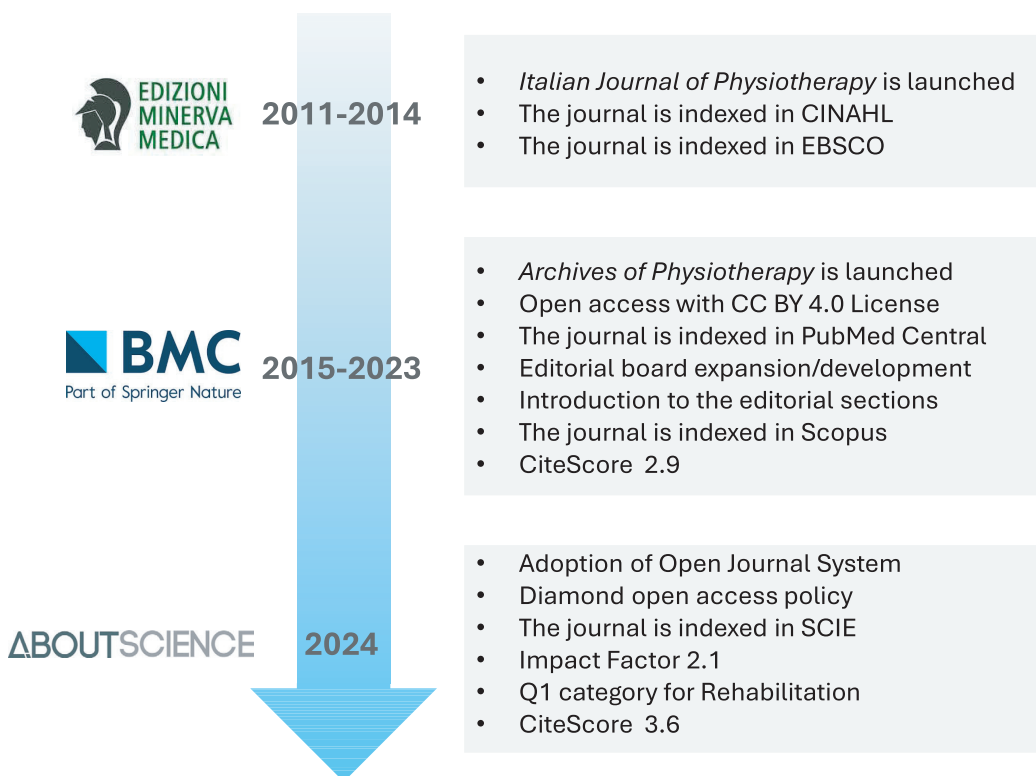 EDIZIONI
MINERVA
MEDICA
2011-2014
• Italian Journal of Physiotherapy is launched
• The journal is indexed in CINAHL
• The journal is indexed in EBSCO
BMC
Part of Springer Nature
2015-2023
• Archives of Physiotherapy is launched
• Open access with CC BY 4.0 License
• The journal is indexed in PubMed Central
• Editorial board expansion/development
• Introduction to the editorial sections
• The journal is indexed in Scopus
• CiteScore 2.9
ABOUTSCIENCE
2024
• Adoption of Open Journal System
• Diamond open access policy
• The journal is indexed in SCIE
• Impact Factor 2.1
• Q1 category for Rehabilitation
• CiteScore 3.6